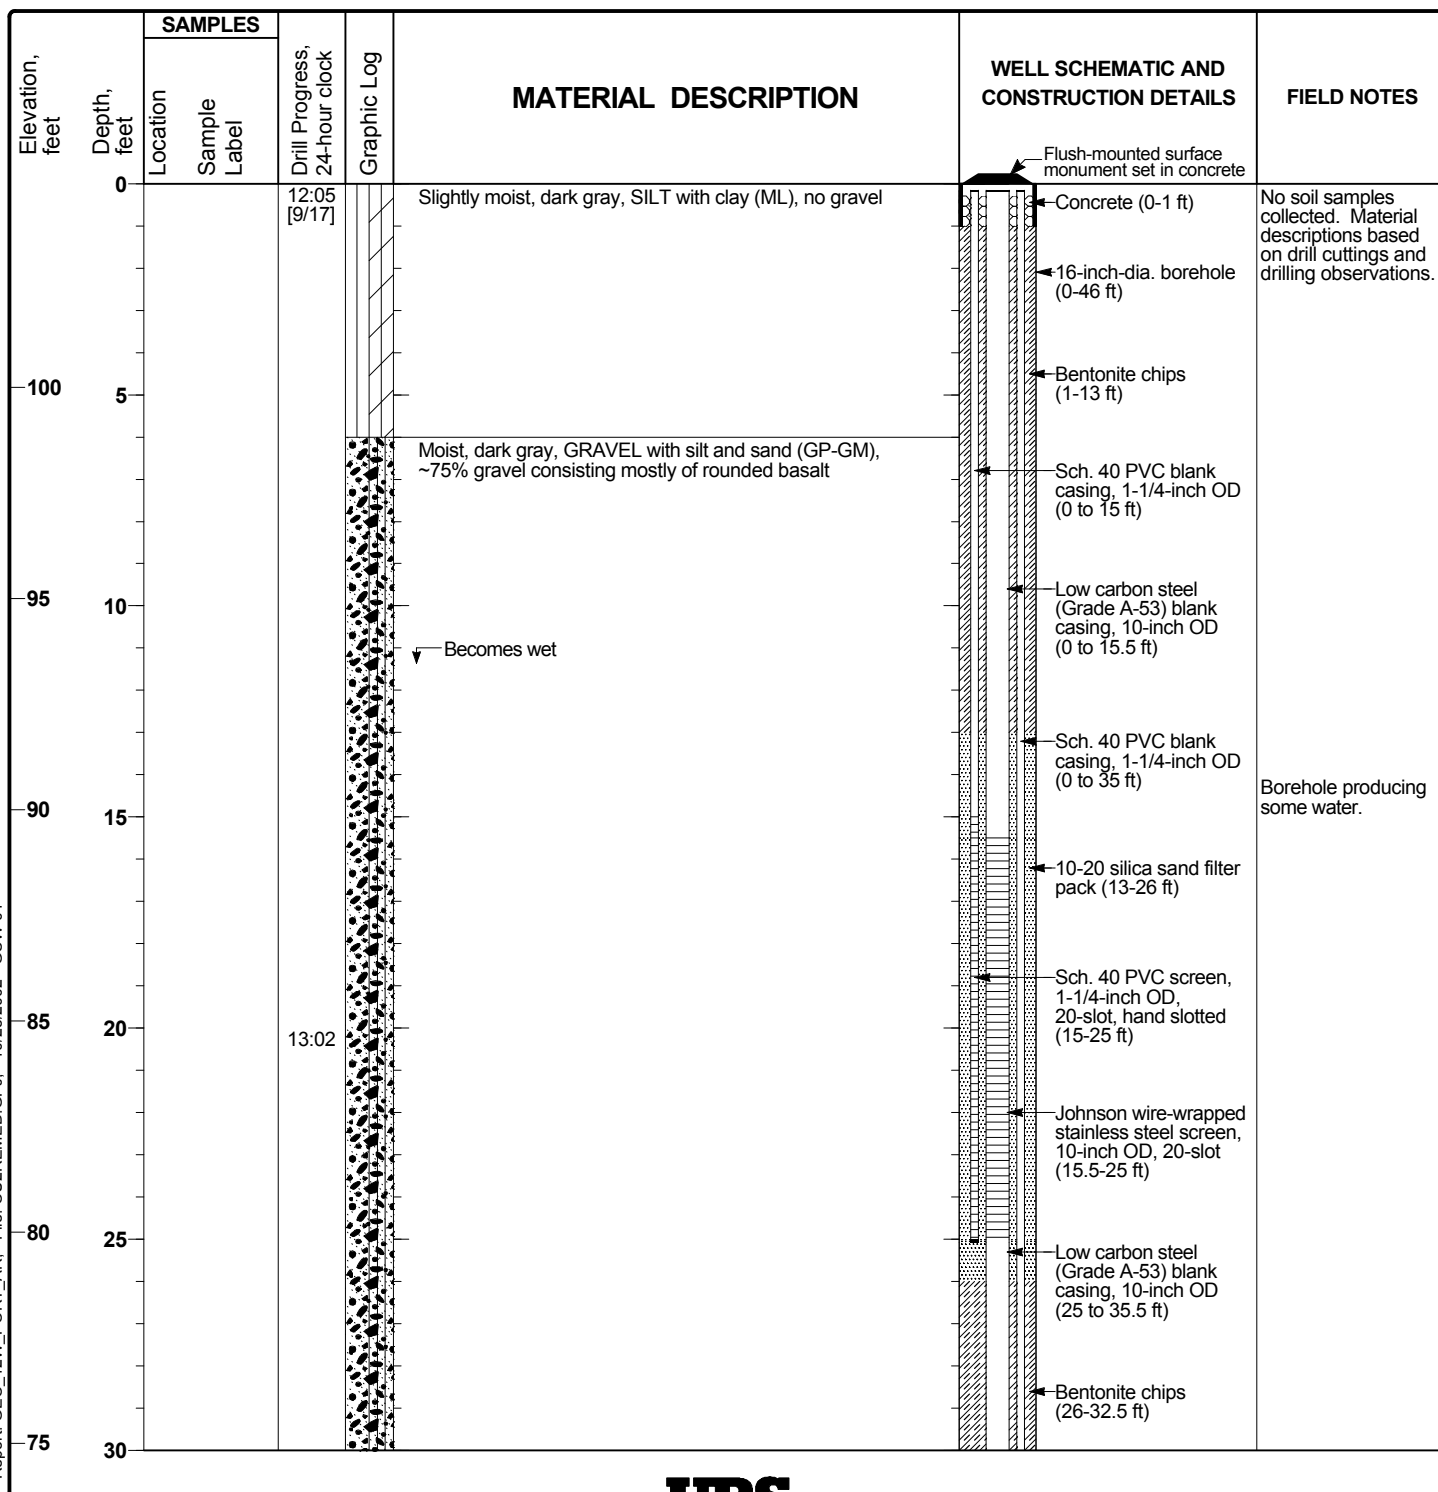 Elevation,
feet
Depth,
feet
SAMPLES
Location
Sample
Label
Drill Progress,
24-hour clock
Graphic Log
MATERIAL DESCRIPTION
WELL SCHEMATIC AND
CONSTRUCTION DETAILS
FIELD NOTES
Flush-mounted surface
monument set in concrete
0
12:05
[9/17]
Slightly moist, dark gray, SILT with clay (ML), no gravel
Concrete (0-1 ft)
No soil samples
collected. Material
descriptions based
on drill cuttings and
drilling observations.
16-inch-dia. borehole
(0-46 ft)
100
5
Bentonite chips
(1-13 ft)
Moist, dark gray, GRAVEL with silt and sand (GP-GM),
~75% gravel consisting mostly of rounded basalt
Sch. 40 PVC blank
casing, 1-1/4-inch OD
(0 to 15 ft)
95
10
Low carbon steel
(Grade A-53) blank
casing, 10-inch OD
(0 to 15.5 ft)
Becomes wet
Sch. 40 PVC blank
casing, 1-1/4-inch OD
(0 to 35 ft)
90
15
Borehole producing
some water.
10-20 silica sand filter
pack (13-26 ft)
Sch. 40 PVC screen,
1-1/4-inch OD,
20-slot, hand slotted
(15-25 ft)
85
20
13:02
Johnson wire-wrapped
stainless steel screen,
10-inch OD, 20-slot
(15.5-25 ft)
80
25
Low carbon steel
(Grade A-53) blank
casing, 10-inch OD
(25 to 35.5 ft)
Bentonite chips
(26-32.5 ft)
75
30
URS